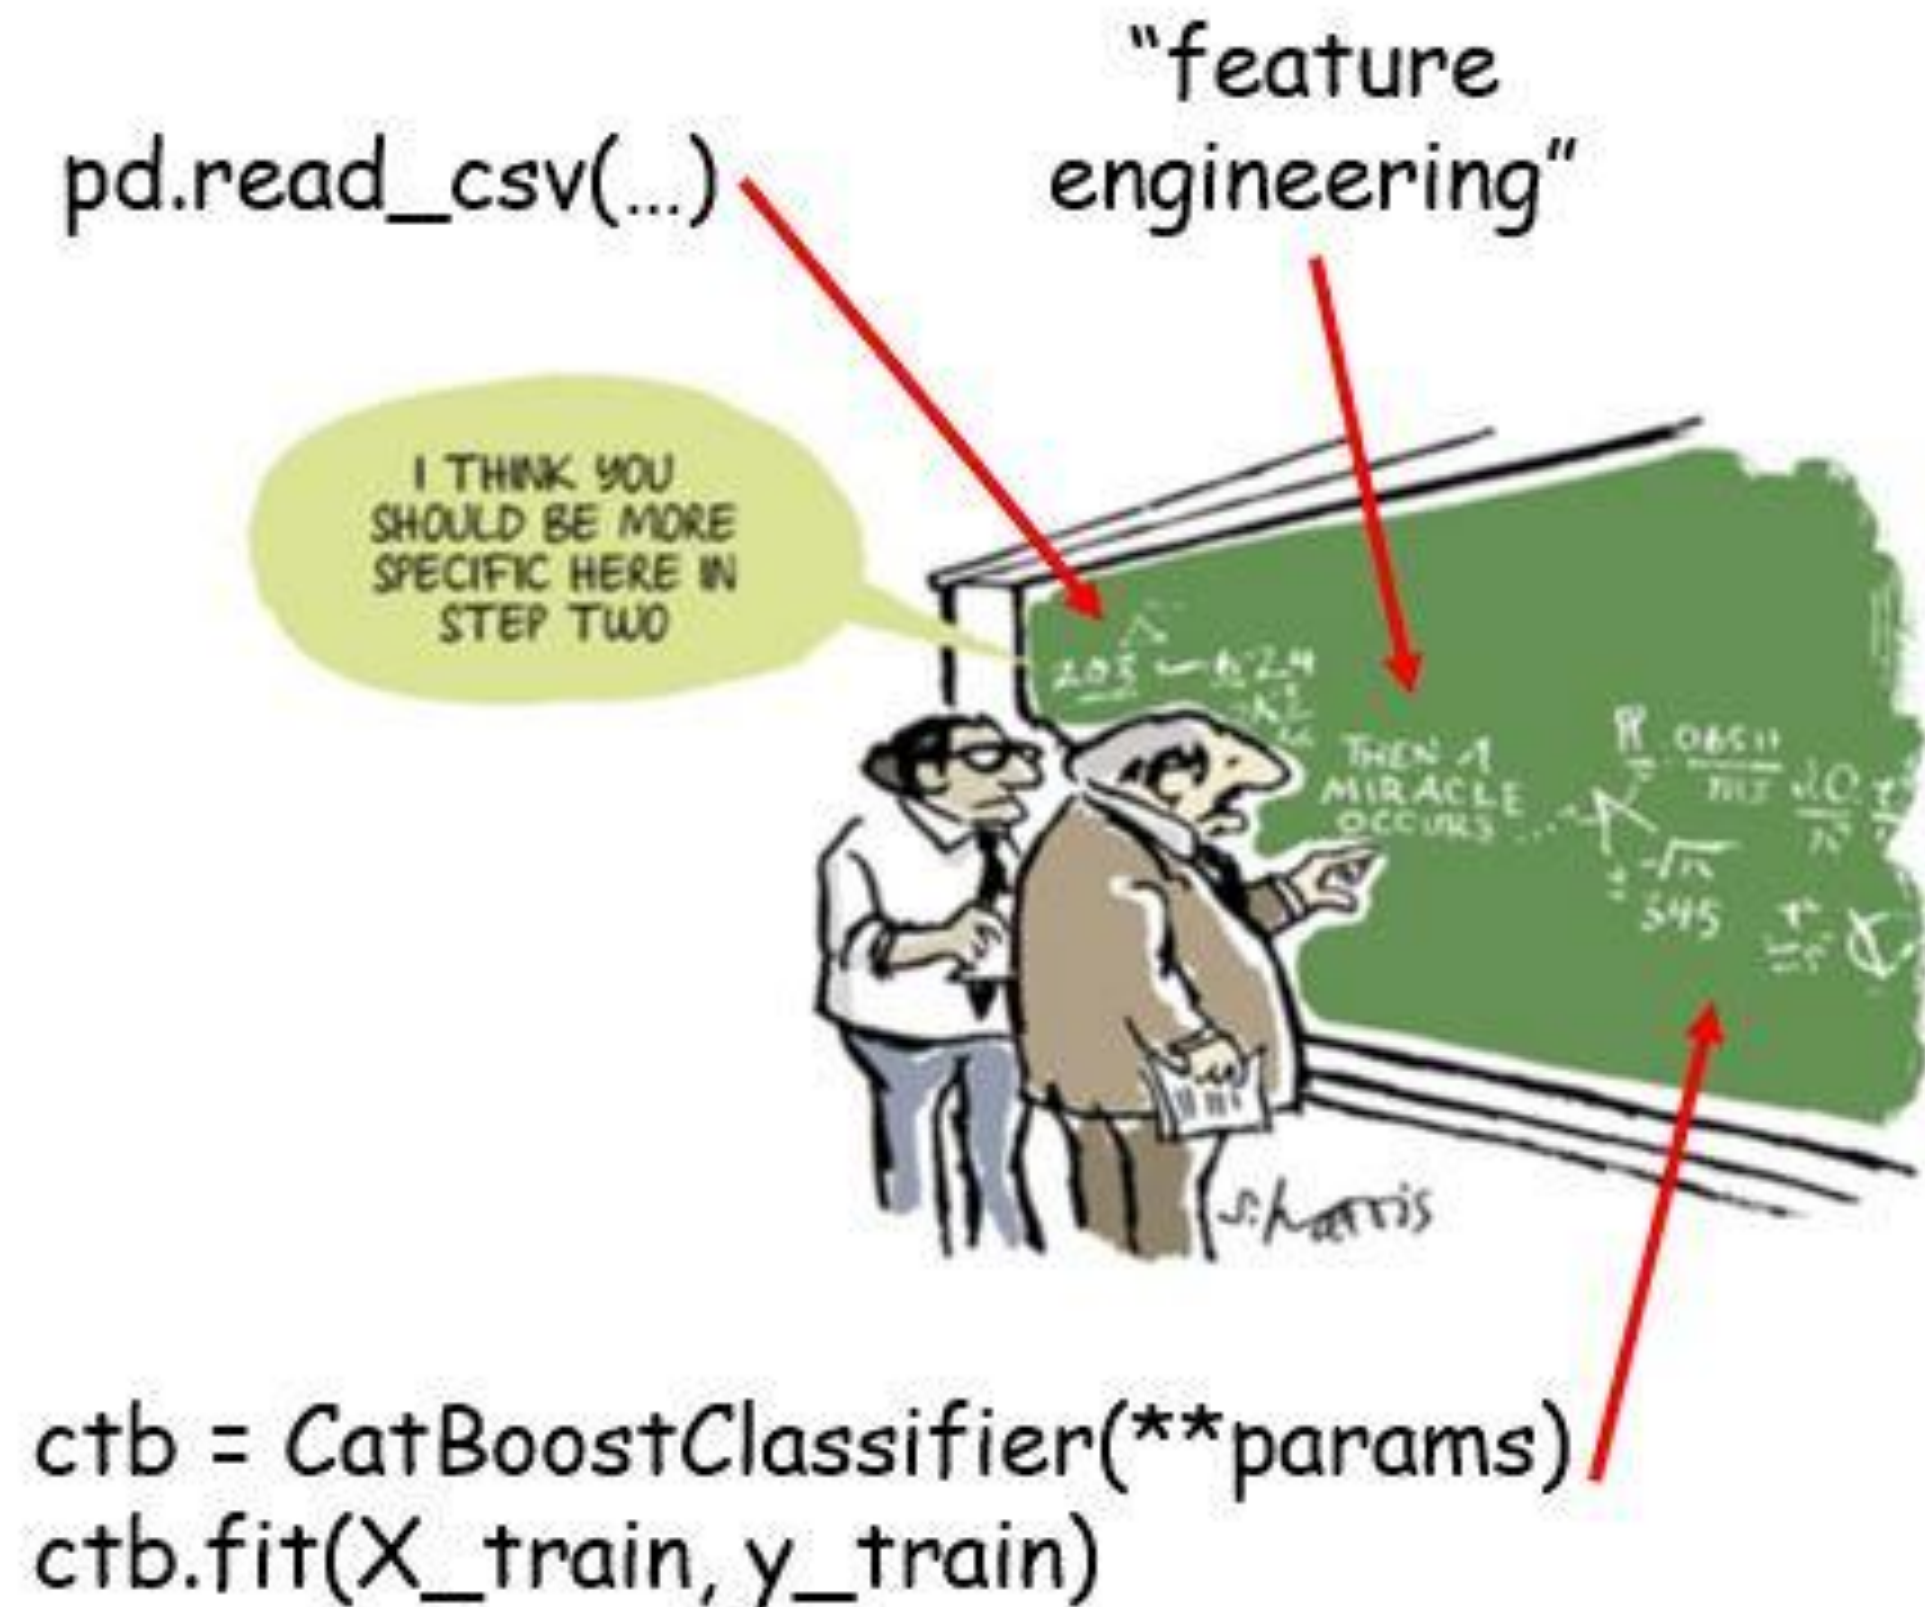 "feature
engineering"
pd.read_csv(...)
I THINK YOU
SHOULD BE MORE
SPECIFIC HERE IN
STEP TWO
THEN A
MIRACLE
OCCURS...
345
s.harris
ctb = CatBoostClassifier(**params)
ctb.fit(X_train, y_train)